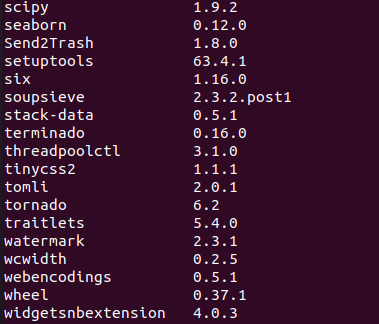 scipy 1.9.2
seaborn 0.12.0
Send2Trash 1.8.0
setuptools 63.4.1
six 1.16.0
soupsieve 2.3.2.post1
stack-data 0.5.1
terminado 0.16.0
threadpoolctl 3.1.0
tinycss2 1.1.1
tomli 2.0.1
tornado 6.2
traitlets 5.4.0
watermark 2.3.1
wcwidth 0.2.5
webencodings 0.5.1
wheel 0.37.1
widgetsnbextension 4.0.3